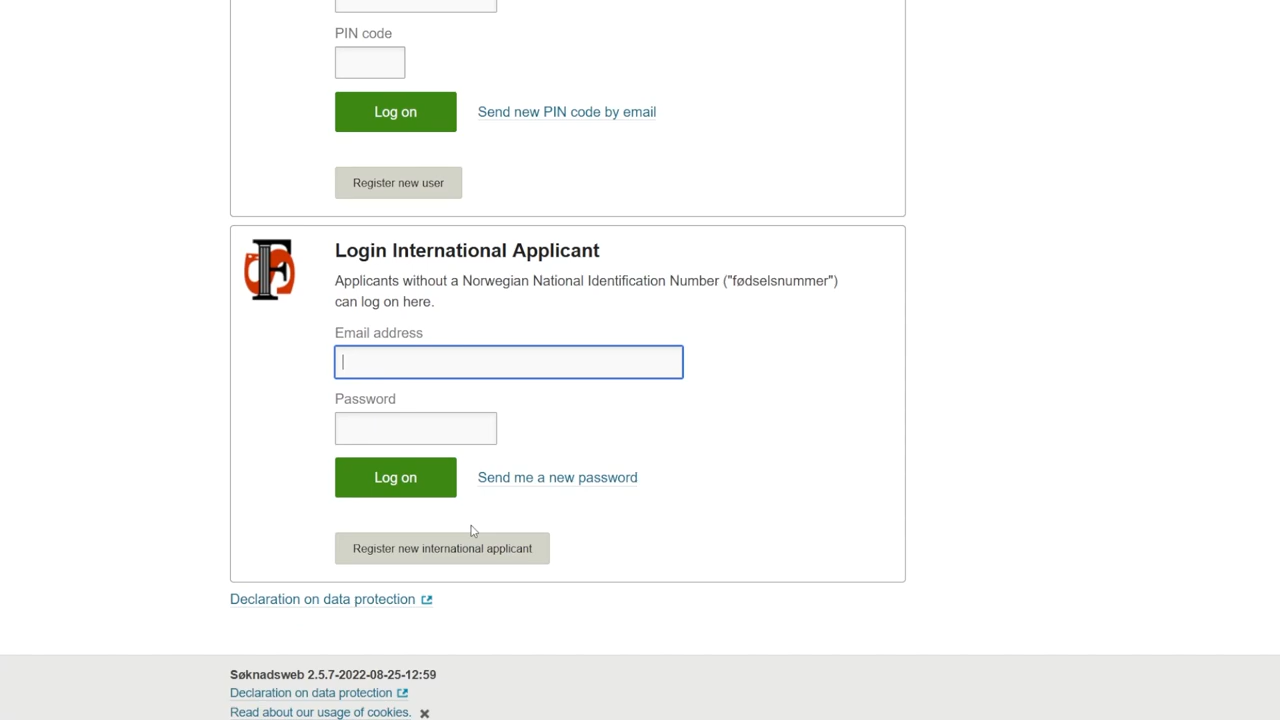 PIN code
Log on
Send new PIN code by email
Register new user
Login International Applicant
Applicants without a Norwegian National Identification Number ("fødselsnummer")
can log on here.
Email address
Password
Log on
Send me a new password
Register new international applicant
Declaration on data protection
Søknadsweb 2.5.7-2022-08-25-12:59
Declaration on data protection
Read about our usage of cookies.